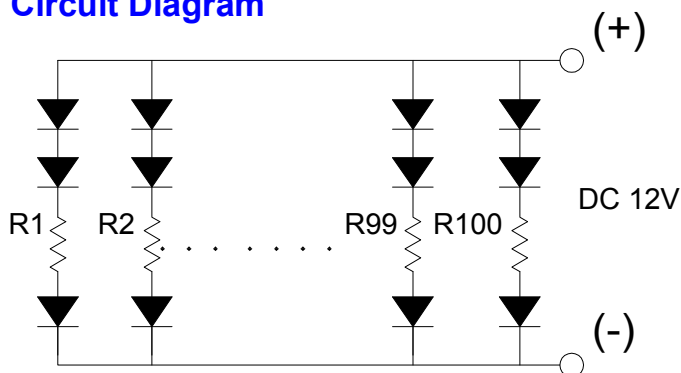 Circuit Diagram
(+)
R1
R2
. . . . . .
R99
R100
DC 12V
(-)